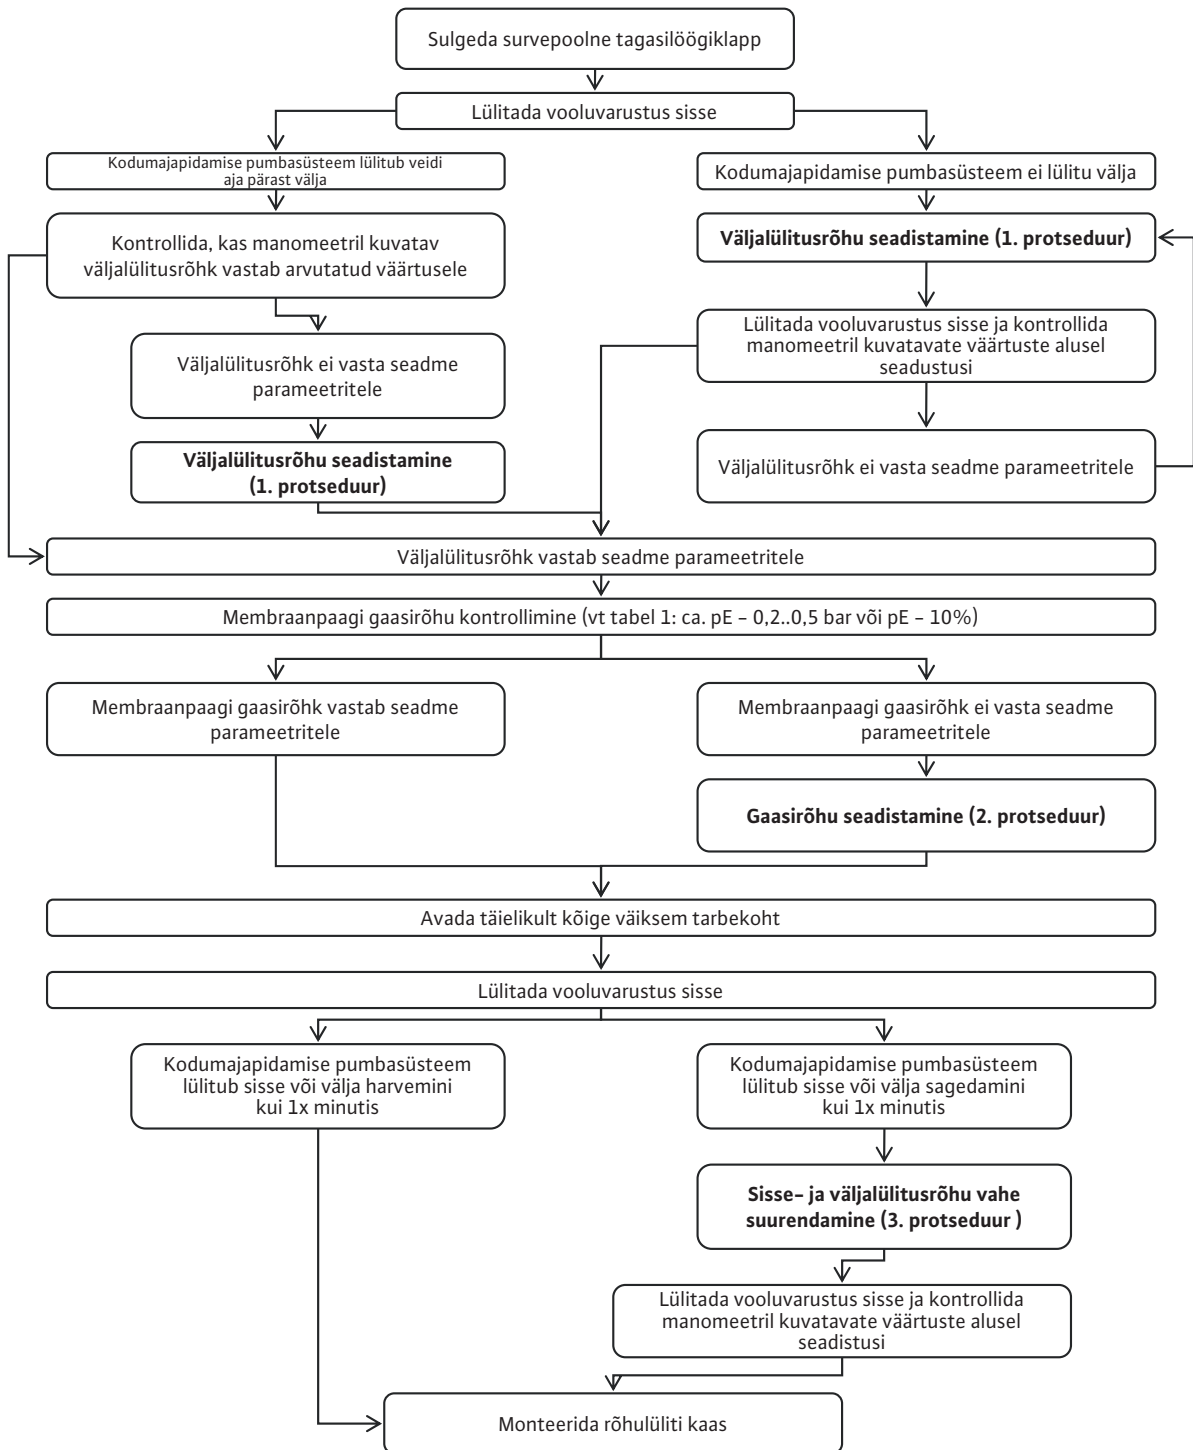 Sulgeda survepoolne tagasilöögiklapp
Lülitada vooluvarustus sisse
Kodumajapidamise pumbasüsteem lülitub veidi
aja pärast välja
Kodumajapidamise pumbasüsteem ei lülitu välja
Kontrollida, kas manomeetril kuvatav
väljalülitusrõhk vastab arvutatud väärtusele
Väljalülitusrõhu seadistamine (1. protseduur)
Väljalülitusrõhk ei vasta seadme
parameetritele
Lülitada vooluvarustus sisse ja kontrollida
manomeetril kuvatavate väärtuste alusel
seadustusi
Väljalülitusrõhu seadistamine
(1. protseduur)
Väljalülitusrõhk ei vasta seadme parameetritele
Väljalülitusrõhk vastab seadme parameetritele
Membraanpaagi gaasirõhu kontrollimine (vt tabel 1: ca. pE – 0,2..0,5 bar või pE – 10%)
Membraanpaagi gaasirõhk vastab seadme
parameetritele
Membraanpaagi gaasirõhk ei vasta seadme
parameetritele
Gaasirõhu seadistamine (2. protseduur)
Avada täielikult kõige väiksem tarbekoht
Lülitada vooluvarustus sisse
Kodumajapidamise pumbasüsteem
lülitub sisse või välja harvemini
kui 1x minutis
Kodumajapidamise pumbasüsteem
lülitub sisse või välja sagedamini
kui 1x minutis
Sisse– ja väljalülitusrõhu vahe
suurendamine (3. protseduur )
Lülitada vooluvarustus sisse ja kontrollida
manomeetril kuvatavate väärtuste alusel
seadistusi
Monteerida rõhulüliti kaas